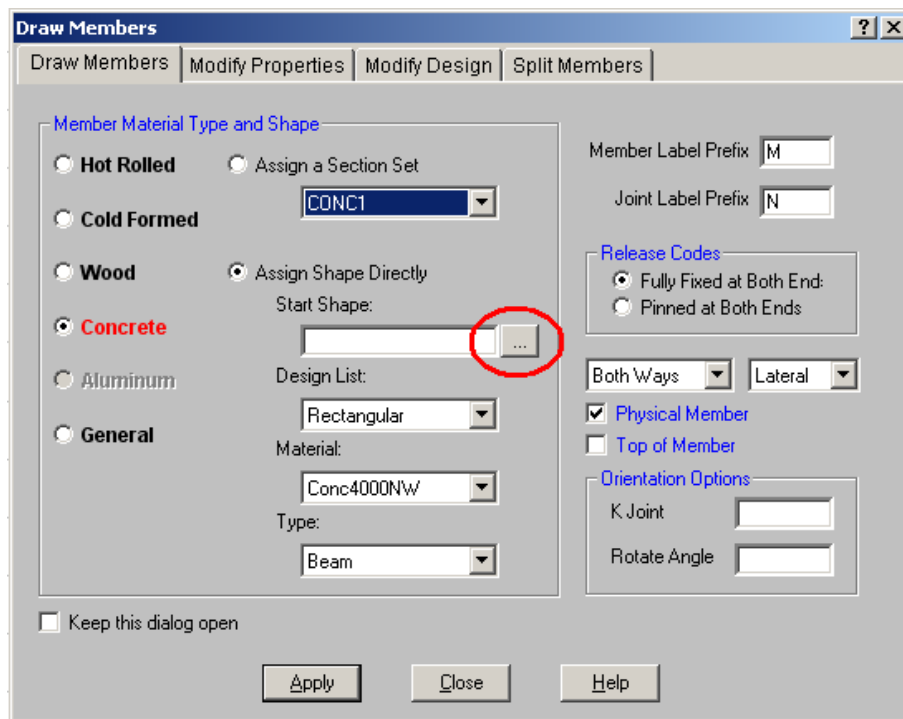 Draw Members
Draw Members Modify Properties Modify Design Split Members
Member Material Type and Shape
Hot Rolled
Cold Formed
Wood
Concrete
Aluminum
General
Assign a Section Set
CONC1
Assign Shape Directly
Start Shape:
...
Design List:
Rectangular
Material:
Conc4000NW
Type:
Beam
Member Label Prefix M
Joint Label Prefix N
Release Codes
Fully Fixed at Both End:
Pinned at Both Ends
Both Ways Lateral
Physical Member
Top of Member
Orientation Options
K Joint
Rotate Angle
Keep this dialog open
Apply Close Help